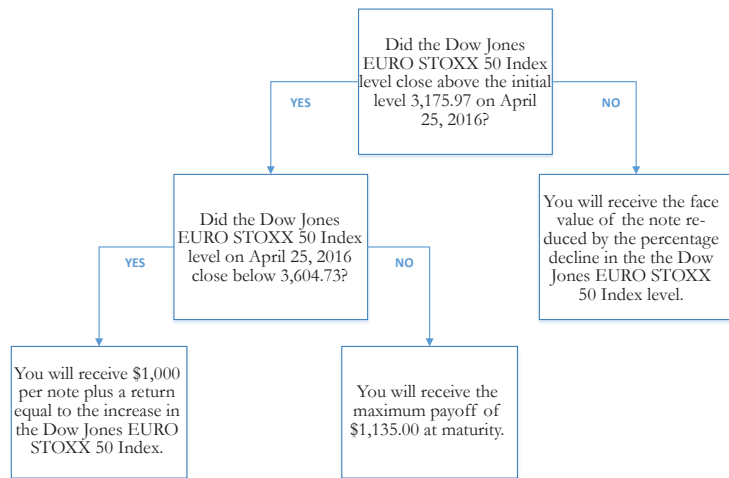 Did the Dow Jones
EURO STOXX 50 Index
level close above the initial
level 3,175.97 on April
25, 2016?
YES
NO
Did the Dow Jones
EURO STOXX 50 Index
level on April 25, 2016
close below 3,604.73?
You will receive the face
value of the note re-
duced by the percentage
decline in the the Dow
Jones EURO STOXX
50 Index level.
YES
NO
You will receive $1,000
per note plus a return
equal to the increase in
the Dow Jones EURO
STOXX 50 Index.
You will receive the
maximum payoff of
$1,135.00 at maturity.